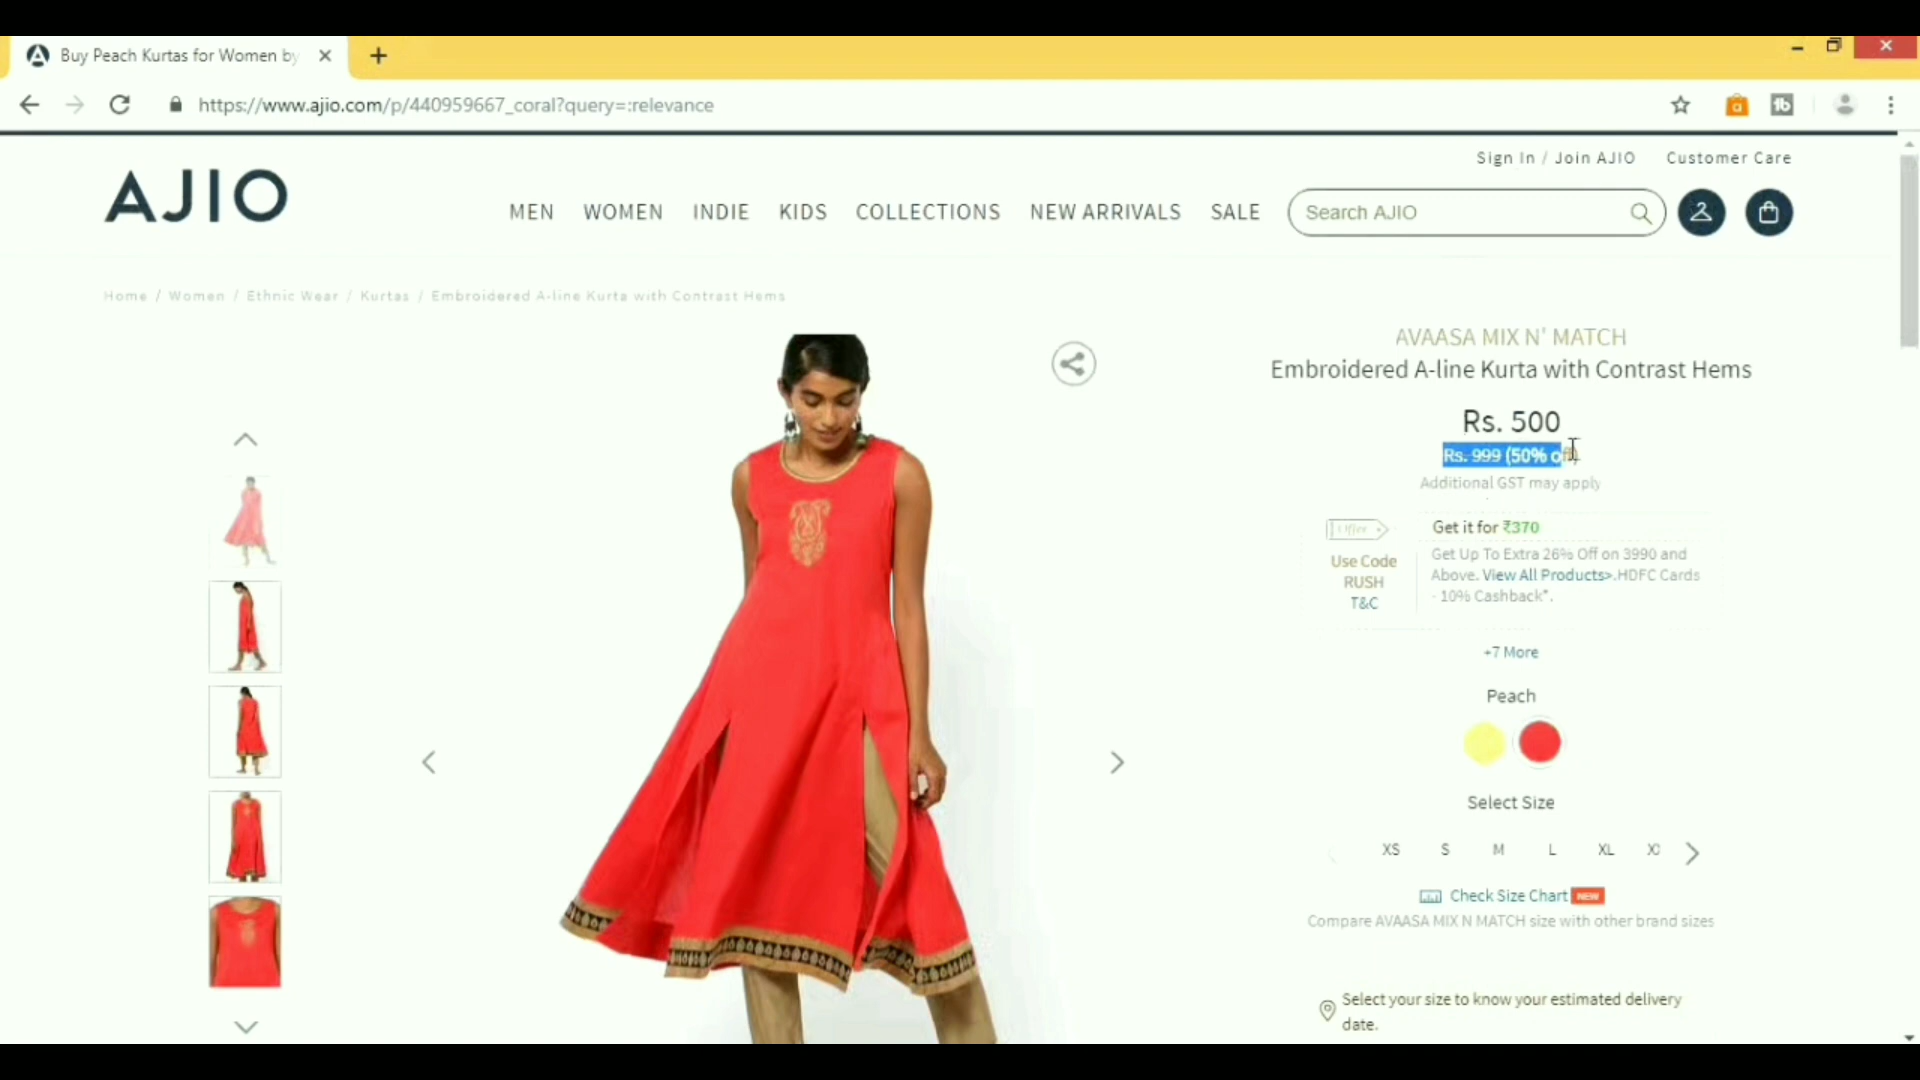 Buy Peach Kurtas for Women by
https://www.ajio.com/p/440959667_coral?query=:relevance
Sign In / Join AJIO Customer Care
AJIO
MEN WOMEN INDIE KIDS COLLECTIONS NEW ARRIVALS SALE Search AJIO
Home / Women / Ethnic Wear / Kurtas / Embroidered A-line Kurta with Contrast Hems
AVAASA MIX N' MATCH
Embroidered A-line Kurta with Contrast Hems
Rs. 500
Rs. 999 (50% off)
Additional GST may apply
Offer
Get it for ₹370
Use Code
RUSH
T&C
Get Up To Extra 26% Off on 3990 and
Above. View All Products>.HDFC Cards
- 10% Cashback*.
+7 More
Peach
Select Size
XS S M L XL
Check Size Chart NEW
Compare AVAASA MIX N MATCH size with other brand sizes
Select your size to know your estimated delivery
date.